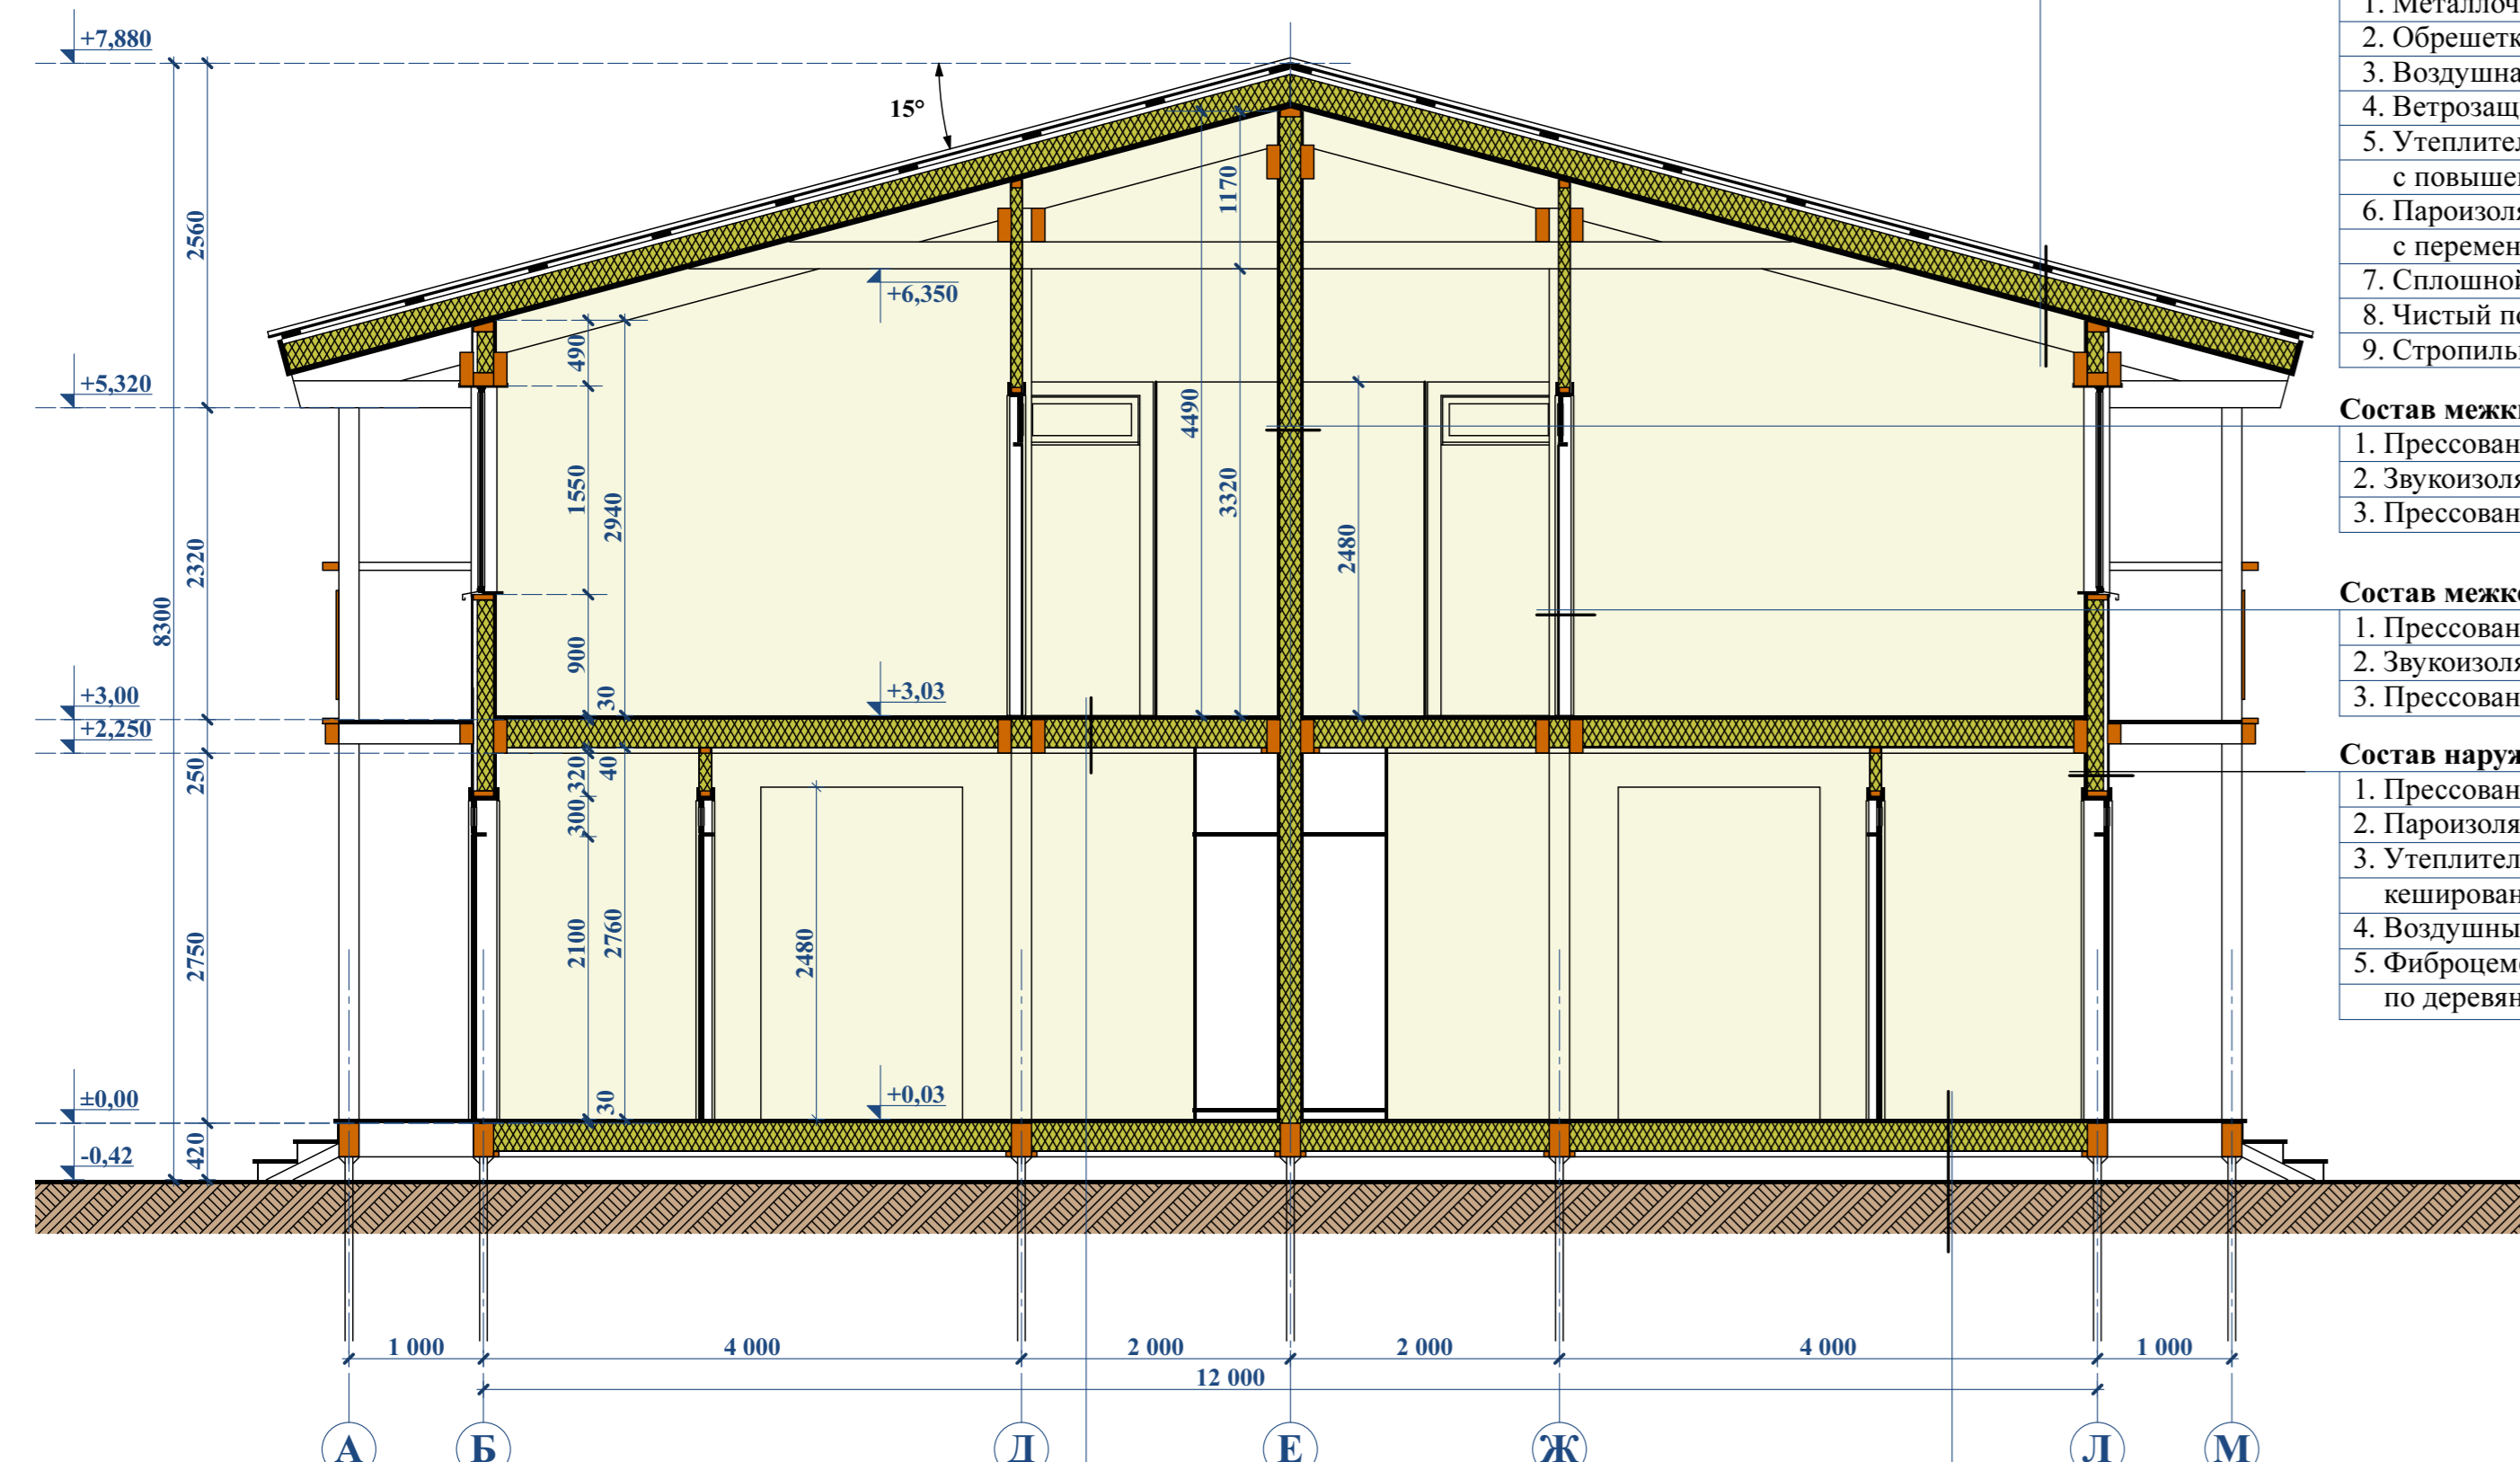 +7,880
15°
2560
1170
+6,350
490
+5,320
4490
1550
2940
3320
2480
2320
8300
900
30
+3,03
+3,00
+2,250
250
320
40
300
2100
2760
2480
2750
30
+0,03
±0,00
420
-0,42
1 000
4 000
2 000
2 000
4 000
1 000
12 000
А
Б
Д
Е
Ж
Л
М
1. Металлоч
2. Обрешетк
3. Воздушна
4. Ветрозащ
5. Утеплител
с повышен
6. Пароизоля
с перемен
7. Сплошной
8. Чистый по
9. Стропиль
Состав межк
1. Прессован
2. Звукоизоля
3. Прессован
Состав межк
1. Прессован
2. Звукоизоля
3. Прессован
Состав наруж
1. Прессован
2. Пароизоля
3. Утеплител
кеширован
4. Воздушны
5. Фиброцем
по деревян